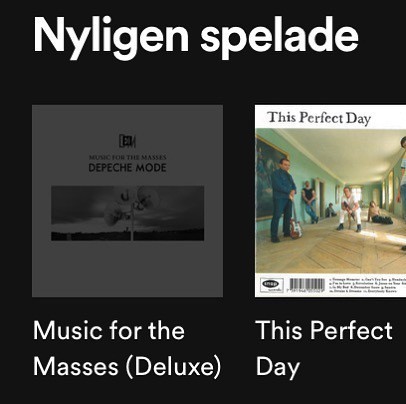 Nyligen spelade
MUSIC FOR THE MASSES
DEPECHE MODE
This Perfect Day
Music for the
Masses (Deluxe)
This Perfect
Day